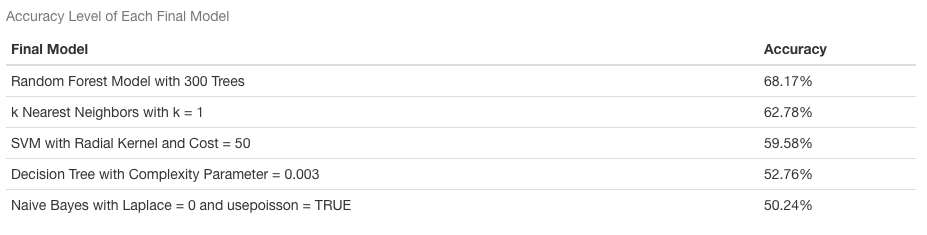 Accuracy Level of Each Final Model
Final Model Accuracy
Random Forest Model with 300 Trees 68.17%
k Nearest Neighbors with k = 1 62.78%
SVM with Radial Kernel and Cost = 50 59.58%
Decision Tree with Complexity Parameter = 0.003 52.76%
Naive Bayes with Laplace = 0 and usepoisson = TRUE 50.24%